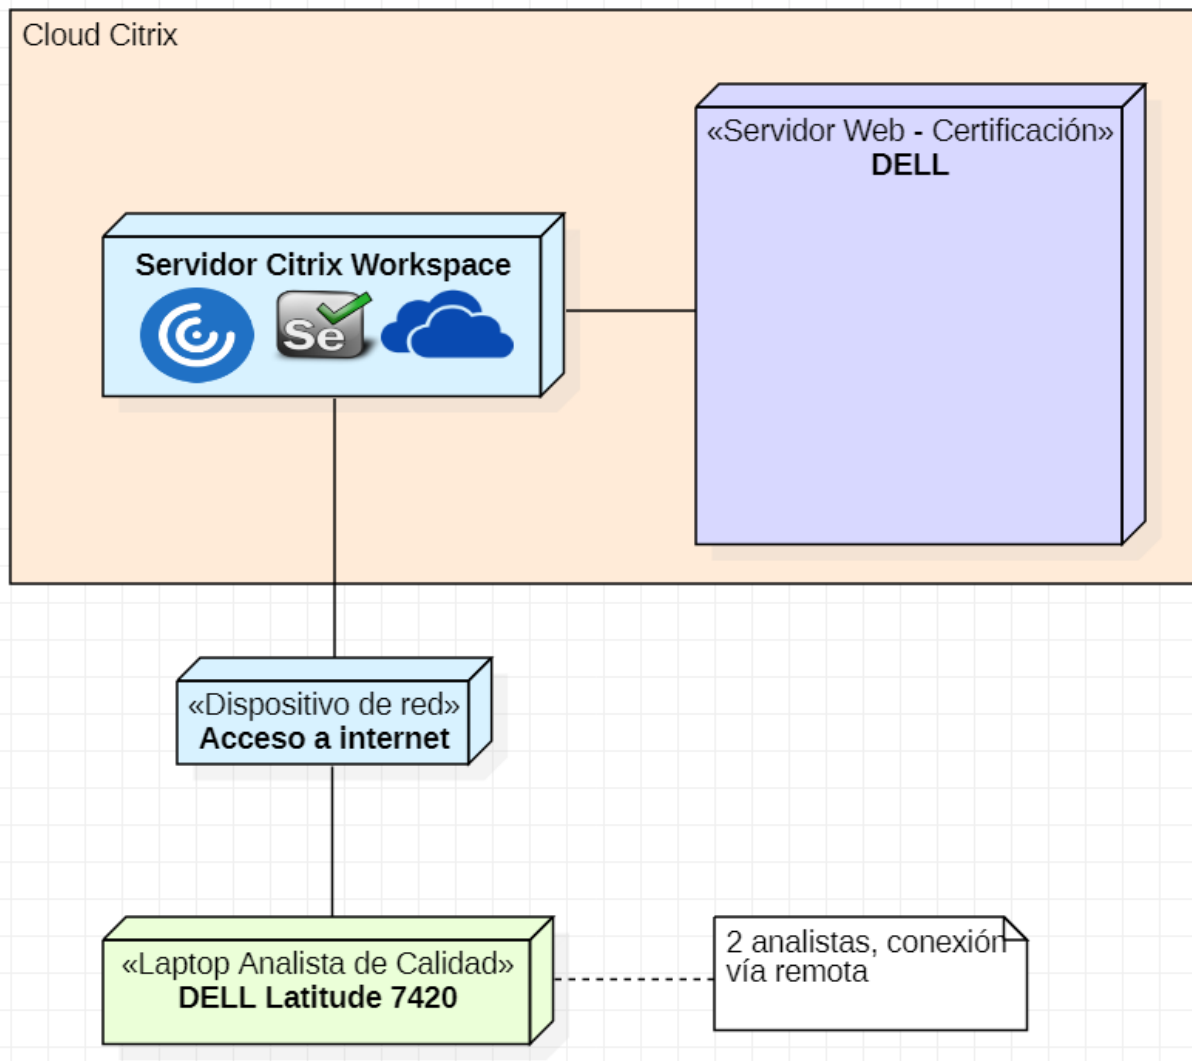 Cloud Citrix
«Servidor Web - Certificación»
DELL
Servidor Citrix Workspace
Se
«Dispositivo de red»
Acceso a internet
«Laptop Analista de Calidad»
DELL Latitude 7420
2 analistas, conexión
vía remota